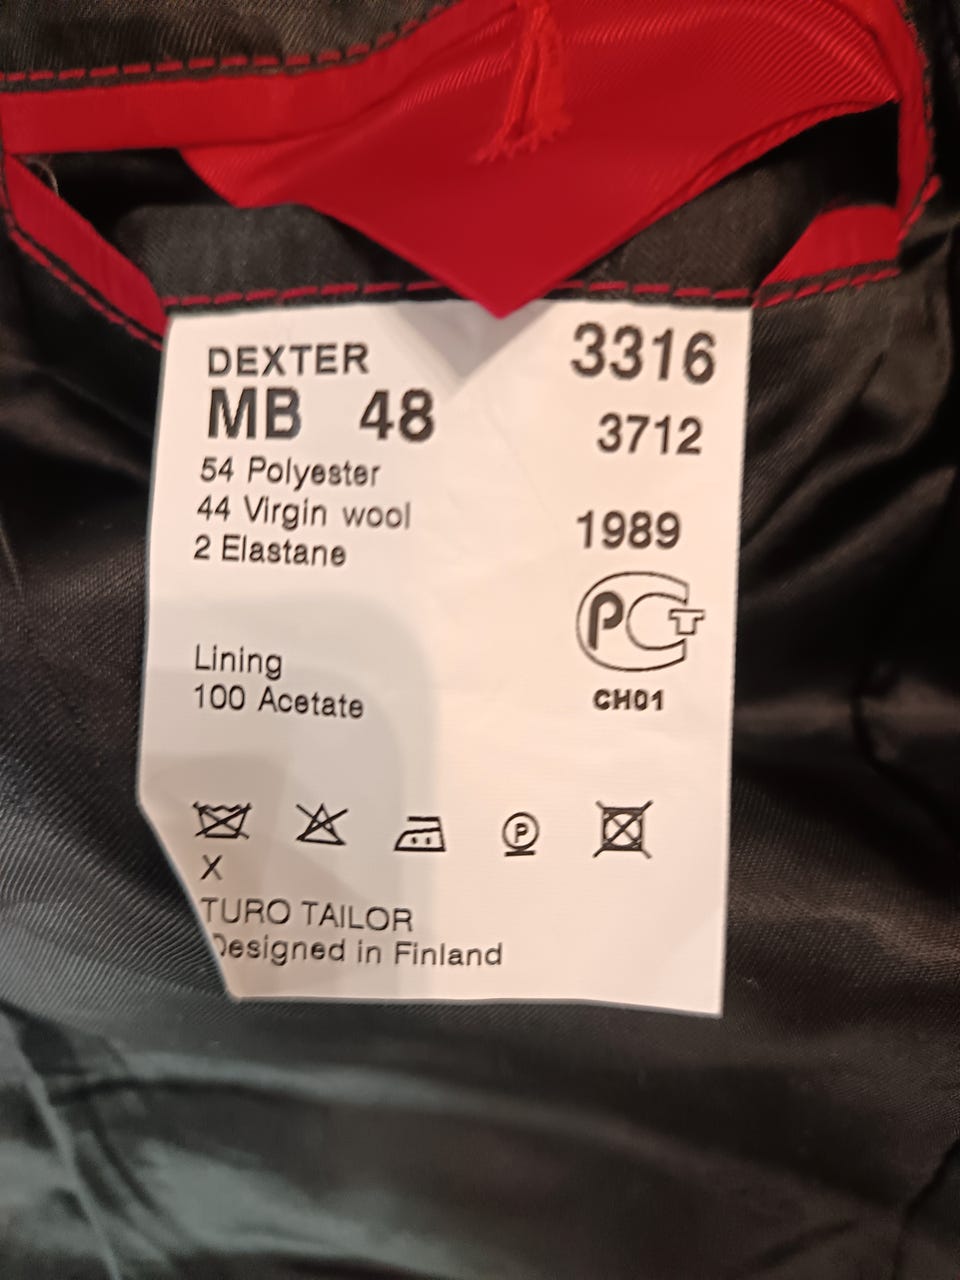 DEXTER 3316
MB 48 3712
54 Polyester
44 Virgin wool 1989
2 Elastane
РСТ
Lining
100 Acetate CH01
P
X
TURO TAILOR
Designed in Finland